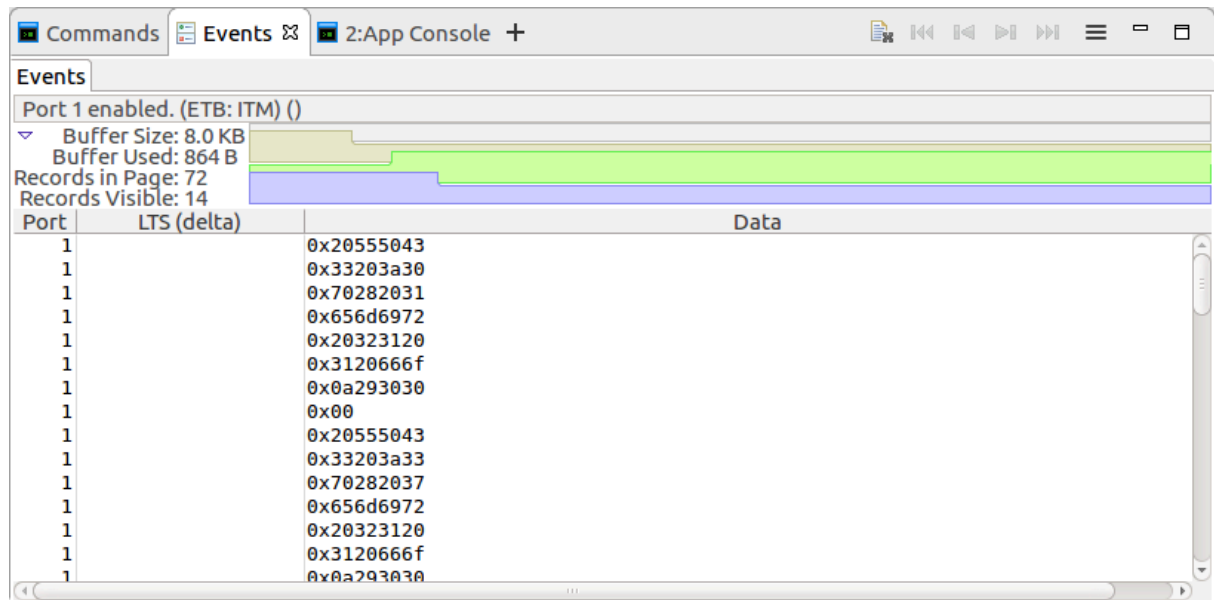 Commands Events 2:App Console +
Events
Port 1 enabled. (ETB: ITM) ()
Buffer Size: 8.0 KB
Buffer Used: 864 B
Records in Page: 72
Records Visible: 14
Port LTS (delta) Data
1 0x20555043
1 0x33203a30
1 0x70282031
1 0x656d6972
1 0x20323120
1 0x3120666f
1 0x0a293030
1 0x00
1 0x20555043
1 0x33203a33
1 0x70282037
1 0x656d6972
1 0x20323120
1 0x3120666f
1 0x0a293030